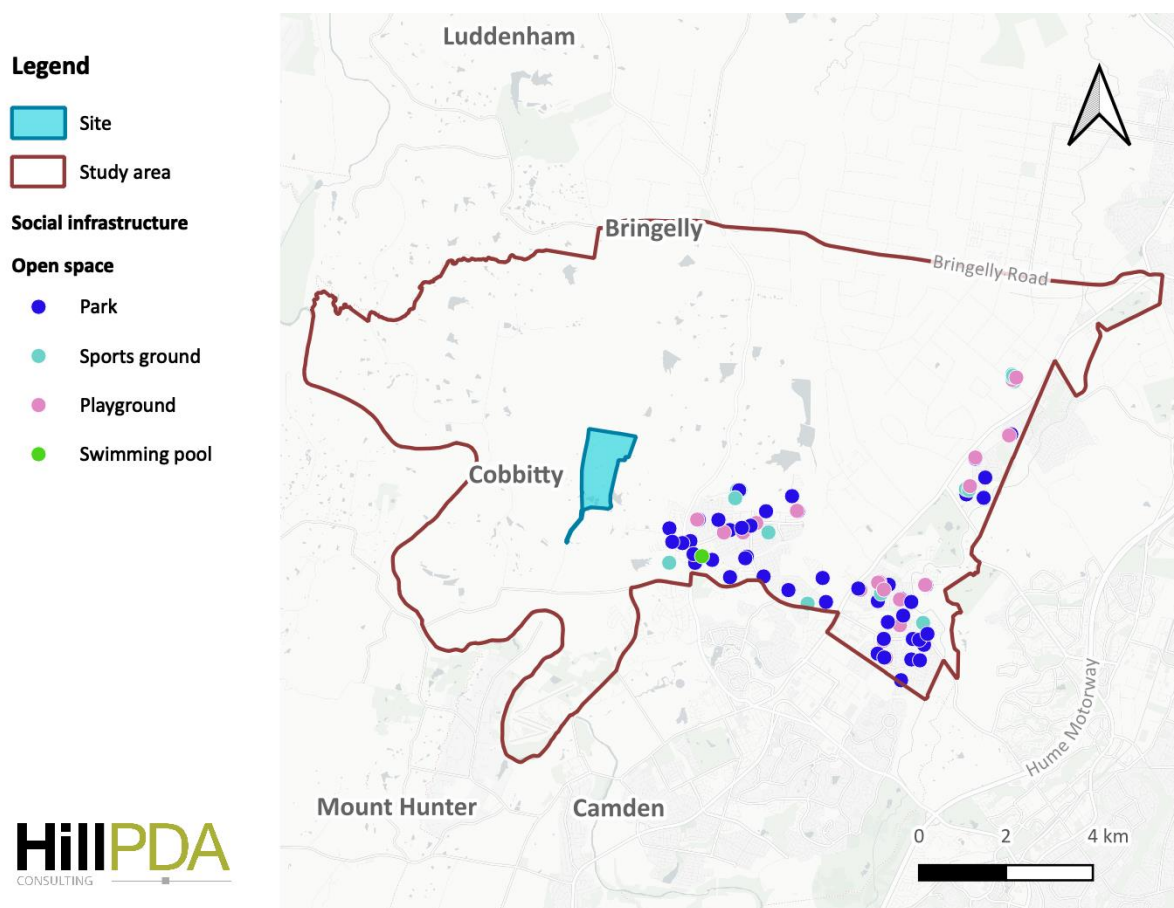 Legend
Site
Study area
Social infrastructure
Open space
Park
Sports ground
Playground
Swimming pool
HillPDA
CONSULTING
Luddenham
Bringelly
Bringelly Road
Cobbitty
Hume Motorway
Mount Hunter
Camden
0 2 4 km